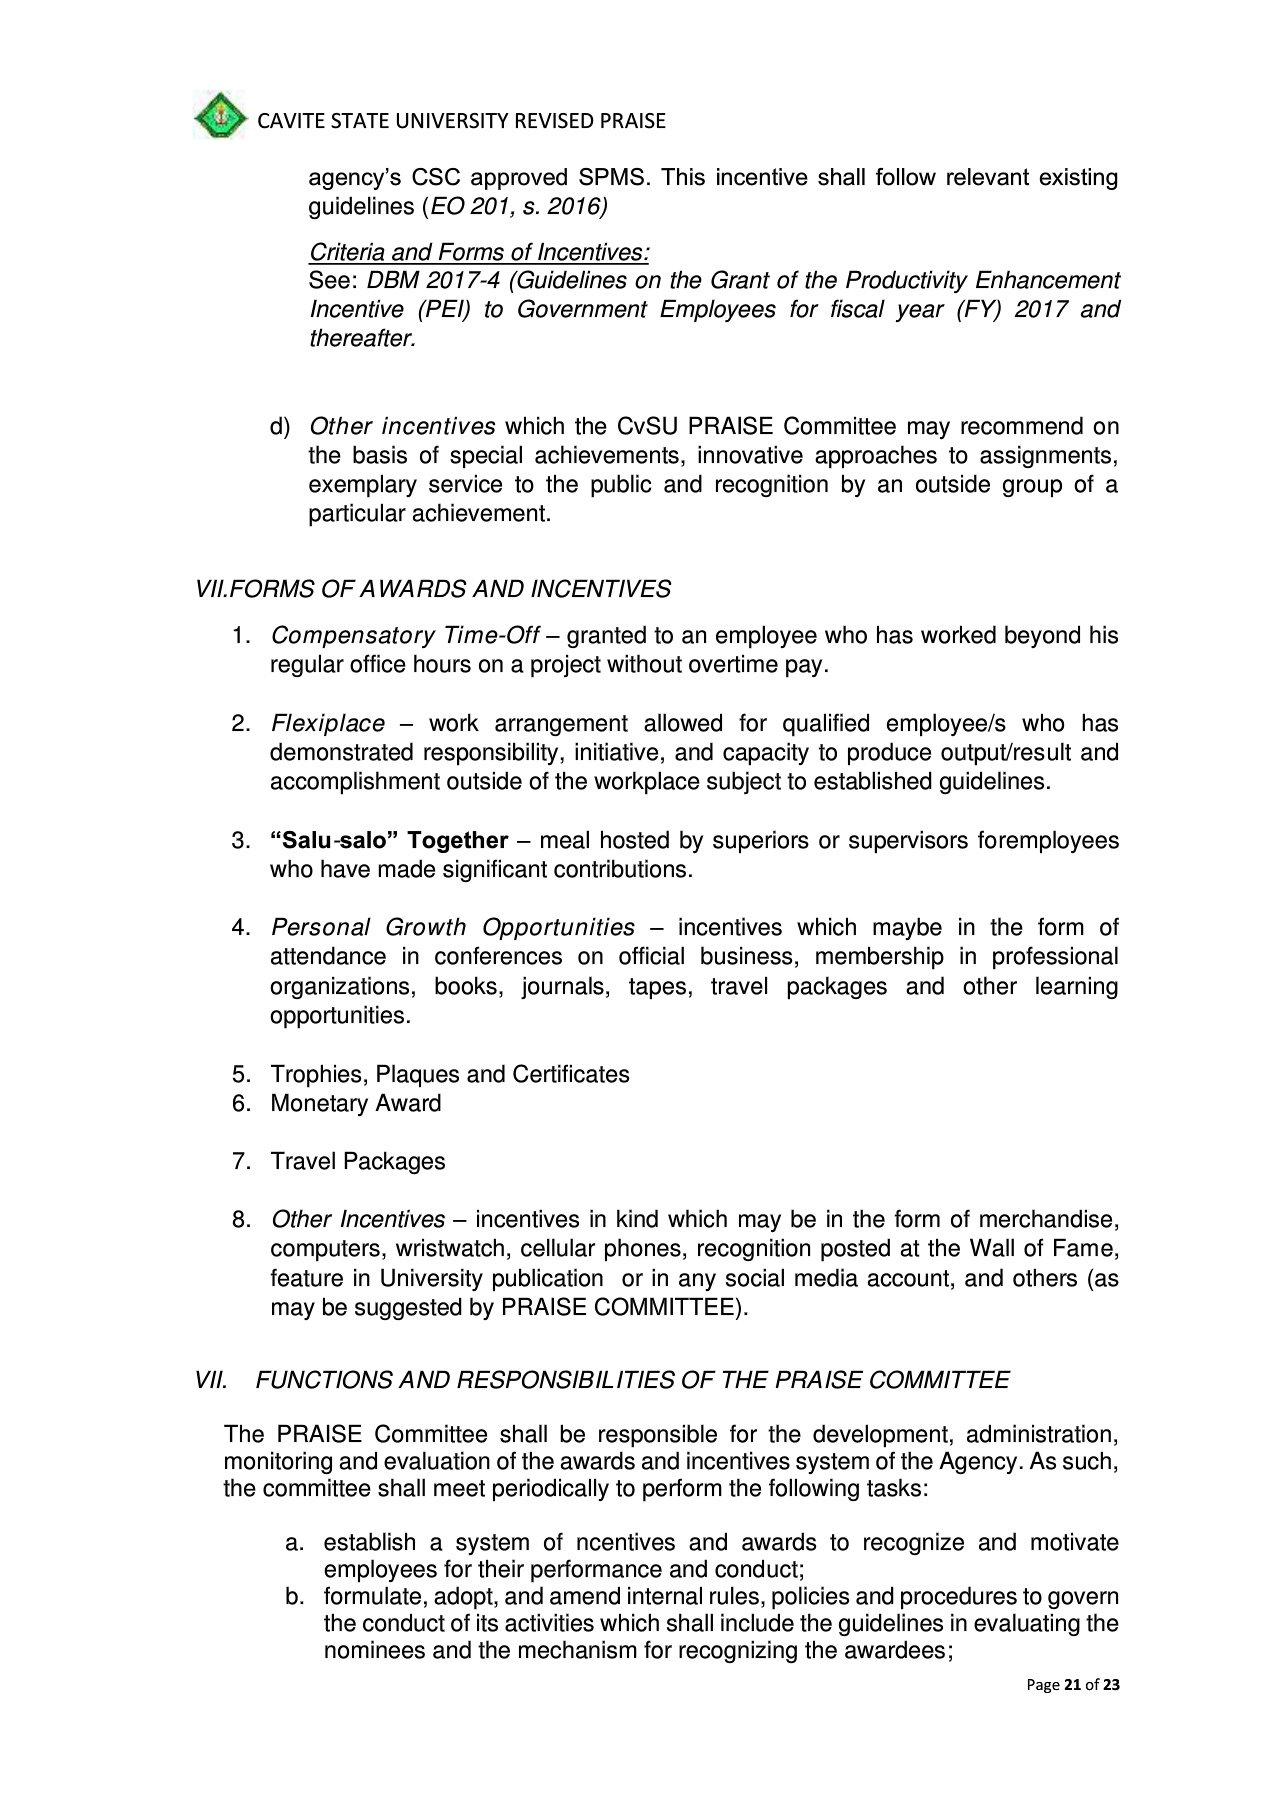 CAVITE STATE UNIVERSITY REVISED PRAISE
agency’s CSC approved SPMS. This incentive shall follow relevant existing
guidelines (EO 201, s. 2016)
Criteria and Forms of Incentives:
See: DBM 2017-4 (Guidelines on the Grant of the Productivity Enhancement
Incentive (PEI) to Government Employees for fiscal year (FY) 2017 and
thereafter.
d) Other incentives which the CvSU PRAISE Committee may recommend on
the basis of special achievements, innovative approaches to assignments,
exemplary service to the public and recognition by an outside group of a
particular achievement.
VII.FORMS OF AWARDS AND INCENTIVES
1. Compensatory Time-Off – granted to an employee who has worked beyond his
regular office hours on a project without overtime pay.
2. Flexiplace – work arrangement allowed for qualified employee/s who has
demonstrated responsibility, initiative, and capacity to produce output/result and
accomplishment outside of the workplace subject to established guidelines.
3. “Salu-salo” Together – meal hosted by superiors or supervisors foremployees
who have made significant contributions.
4. Personal Growth Opportunities – incentives which maybe in the form of
attendance in conferences on official business, membership in professional
organizations, books, journals, tapes, travel packages and other learning
opportunities.
5. Trophies, Plaques and Certificates
6. Monetary Award
7. Travel Packages
8. Other Incentives – incentives in kind which may be in the form of merchandise,
computers, wristwatch, cellular phones, recognition posted at the Wall of Fame,
feature in University publication or in any social media account, and others (as
may be suggested by PRAISE COMMITTEE).
VII. FUNCTIONS AND RESPONSIBILITIES OF THE PRAISE COMMITTEE
The PRAISE Committee shall be responsible for the development, administration,
monitoring and evaluation of the awards and incentives system of the Agency. As such,
the committee shall meet periodically to perform the following tasks:
a. establish a system of ncentives and awards to recognize and motivate
employees for their performance and conduct;
b. formulate, adopt, and amend internal rules, policies and procedures to govern
the conduct of its activities which shall include the guidelines in evaluating the
nominees and the mechanism for recognizing the awardees;
Page 21 of 23